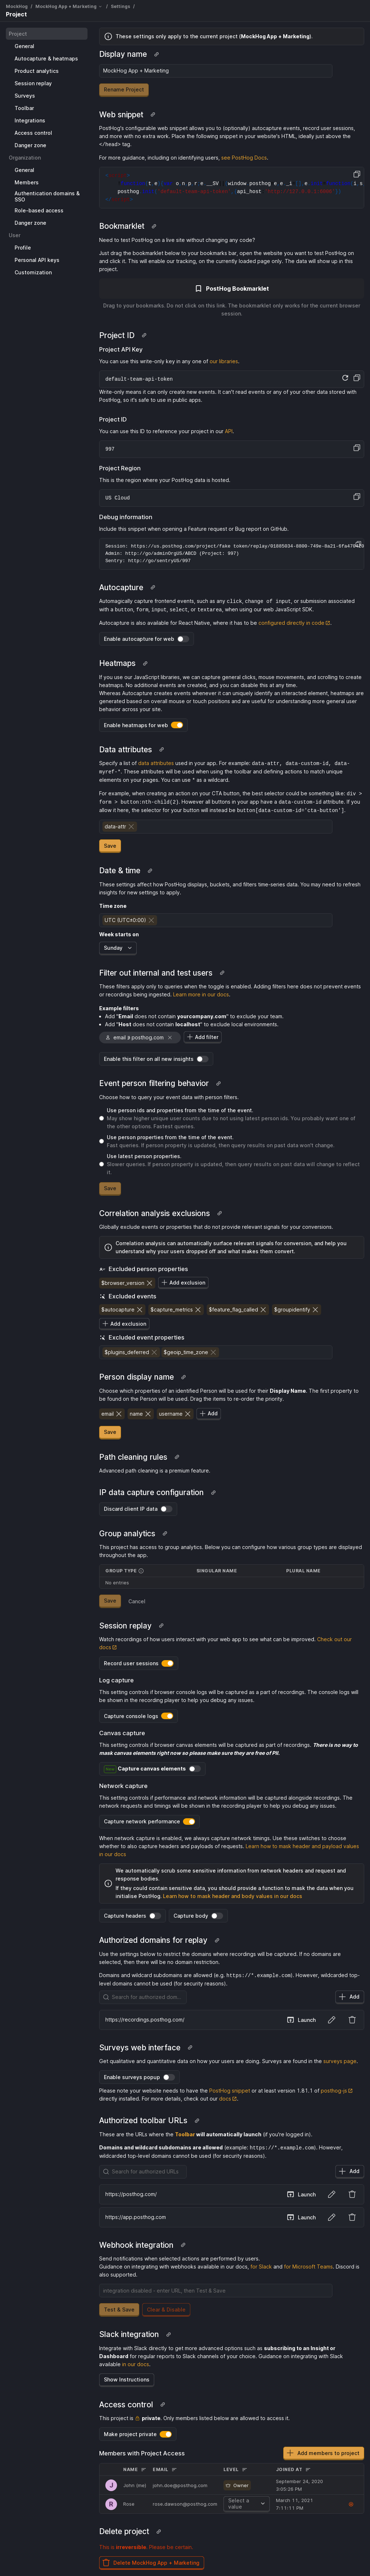 MockHog / MockHog App + Marketing / Settings /
Project
Project
General
Autocapture & heatmaps
Product analytics
Session replay
Surveys
Toolbar
Integrations
Access control
Danger zone
Organization
General
Members
Authentication domains &
SSO
Role-based access
Danger zone
User
Profile
Personal API keys
Customization
These settings only apply to the current project (MockHog App + Marketing).
Display name
MockHog App + Marketing
Rename Project
Web snippet
PostHog's configurable web snippet allows you to (optionally) autocapture events, record user sessions,
and more with no extra work. Place the following snippet in your website's HTML, ideally just above the
</head> tag.
For more guidance, including on identifying users, see PostHog Docs.
Bookmarklet
Need to test PostHog on a live site without changing any code?
Just drag the bookmarklet below to your bookmarks bar, open the website you want to test PostHog on
and click it. This will enable our tracking, on the currently loaded page only. The data will show up in this
project.
PostHog Bookmarklet
Drag to your bookmarks. Do not click on this link. The bookmarklet only works for the current browser
session.
Project ID
Project API Key
You can use this write-only key in any one of our libraries.
default-team-api-token
Write-only means it can only create new events. It can't read events or any of your other data stored with
PostHog, so it's safe to use in public apps.
Project ID
You can use this ID to reference your project in our API.
997
Project Region
This is the region where your PostHog data is hosted.
US Cloud
Debug information
Include this snippet when opening a Feature request or Bug report on GitHub.
Admin: http://go/adminOrgUS/ABCD (Project: 997)
Sentry: http://go/sentryUS/997
Autocapture
Automagically capture frontend events, such as any click, change of input, or submission associated
with a button, form, input, select, or textarea, when using our web JavaScript SDK.
Autocapture is also available for React Native, where it has to be configured directly in code.
Enable autocapture for web
Heatmaps
If you use our JavaScript libraries, we can capture general clicks, mouse movements, and scrolling to create
heatmaps. No additional events are created, and you can disable this at any time.
Whereas Autocapture creates events whenever it can uniquely identify an interacted element, heatmaps are
generated based on overall mouse or touch positions and are useful for understanding more general user
behavior across your site.
Enable heatmaps for web
Data attributes
Specify a list of data attributes used in your app. For example: data-attr, data-custom-id, data-
myref-*. These attributes will be used when using the toolbar and defining actions to match unique
elements on your pages. You can use * as a wildcard.
For example, when creating an action on your CTA button, the best selector could be something like: div >
form > button:nth-child(2). However all buttons in your app have a data-custom-id attribute. If you
allow it here, the selector for your button will instead be button[data-custom-id='cta-button'].
data-attr
Save
Date & time
These settings affect how PostHog displays, buckets, and filters time-series data. You may need to refresh
insights for new settings to apply.
Time zone
UTC (UTC±0:00)
Week starts on
Sunday
Filter out internal and test users
These filters apply only to queries when the toggle is enabled. Adding filters here does not prevent events
or recordings being ingested. Learn more in our docs.
Example filters
Add "Email does not contain yourcompany.com" to exclude your team.
Add "Host does not contain localhost" to exclude local environments.
email ∌ posthog.com
Add filter
Enable this filter on all new insights
Event person filtering behavior
Choose how to query your event data with person filters.
Use person ids and properties from the time of the event.
May show higher unique user counts due to not using latest person ids. You probably want one of
the other options. Fastest queries.
Use person properties from the time of the event.
Fast queries. If person property is updated, then query results on past data won't change.
Use latest person properties.
Slower queries. If person property is updated, then query results on past data will change to reflect
it.
Save
Correlation analysis exclusions
Globally exclude events or properties that do not provide relevant signals for your conversions.
Correlation analysis can automatically surface relevant signals for conversion, and help you
understand why your users dropped off and what makes them convert.
Excluded person properties
$browser_version
Add exclusion
Excluded events
$autocapture
$capture_metrics
$feature_flag_called
$groupidentify
Add exclusion
Excluded event properties
$plugins_deferred
$geoip_time_zone
Person display name
Choose which properties of an identified Person will be used for their Display Name. The first property to
be found on the Person will be used. Drag the items to re-order the priority.
email
name
username
Add
Save
Path cleaning rules
Advanced path cleaning is a premium feature.
IP data capture configuration
Discard client IP data
Group analytics
This project has access to group analytics. Below you can configure how various group types are displayed
throughout the app.
GROUP TYPE
SINGULAR NAME
PLURAL NAME
No entries
Save
Cancel
Session replay
Watch recordings of how users interact with your web app to see what can be improved. Check out our
docs
Record user sessions
Log capture
This setting controls if browser console logs will be captured as a part of recordings. The console logs will
be shown in the recording player to help you debug any issues.
Capture console logs
Canvas capture
This setting controls if browser canvas elements will be captured as part of recordings. There is no way to
mask canvas elements right now so please make sure they are free of PII.
Capture canvas elements
Network capture
This setting controls if performance and network information will be captured alongside recordings. The
network requests and timings will be shown in the recording player to help you debug any issues.
Capture network performance
When network capture is enabled, we always capture network timings. Use these switches to choose
whether to also capture headers and payloads of requests. Learn how to mask header and payload values
in our docs
We automatically scrub some sensitive information from network headers and request
response bodies.
If they could contain sensitive data, you should provide a function to mask the data when you
initialise PostHog. Learn how to mask header and body values in our docs
Capture headers
Capture body
Authorized domains for replay
Use the settings below to restrict the domains where recordings will be captured. If no domains are
selected, then there will be no domain restriction.
Domains and wildcard subdomains are allowed (e.g. https://*.example.com). However, wildcarded top-
level domains cannot be used (for security reasons).
Search for authorized dom...
Add
https://recordings.posthog.com/
Launch
Surveys web interface
Get qualitative and quantitative data on how your users are doing. Surveys are found in the surveys page.
Enable surveys popup
Please note your website needs to have the PostHog snippet or at least version 1.81.1 of posthog-js
directly installed. For more details, check out our docs.
Authorized toolbar URLs
These are the URLs where the Toolbar will automatically launch (if you're logged in).
Domains and wildcard subdomains are allowed (example: https://*.example.com). However,
wildcarded top-level domains cannot be used (for security reasons).
Search for authorized URLs
Add
https://posthog.com/
Launch
https://app.posthog.com
Launch
Webhook integration
Send notifications when selected actions are performed by users.
Guidance on integrating with webhooks available in our docs, for Slack and for Microsoft Teams. Discord is
also supported.
integration disabled - enter URL, then Test & Save
Test & Save
Clear & Disable
Slack integration
Integrate with Slack directly to get more advanced options such as subscribing to an Insight or
Dashboard for regular reports to Slack channels of your choice. Guidance on integrating with Slack
available in our docs.
Show Instructions
Access control
This project is private. Only members listed below are allowed to access it.
Make project private
Members with Project Access
Add members to project
NAME
EMAIL
LEVEL
JOINED AT
J
John (me)
john.doe@posthog.com
Owner
September 24, 2020
3:05:26 PM
R
Rose
rose.dawson@posthog.com
Select a
value
March 11, 2021
7:11:11 PM
Delete project
This is irreversible. Please be certain.
Delete MockHog App + Marketing